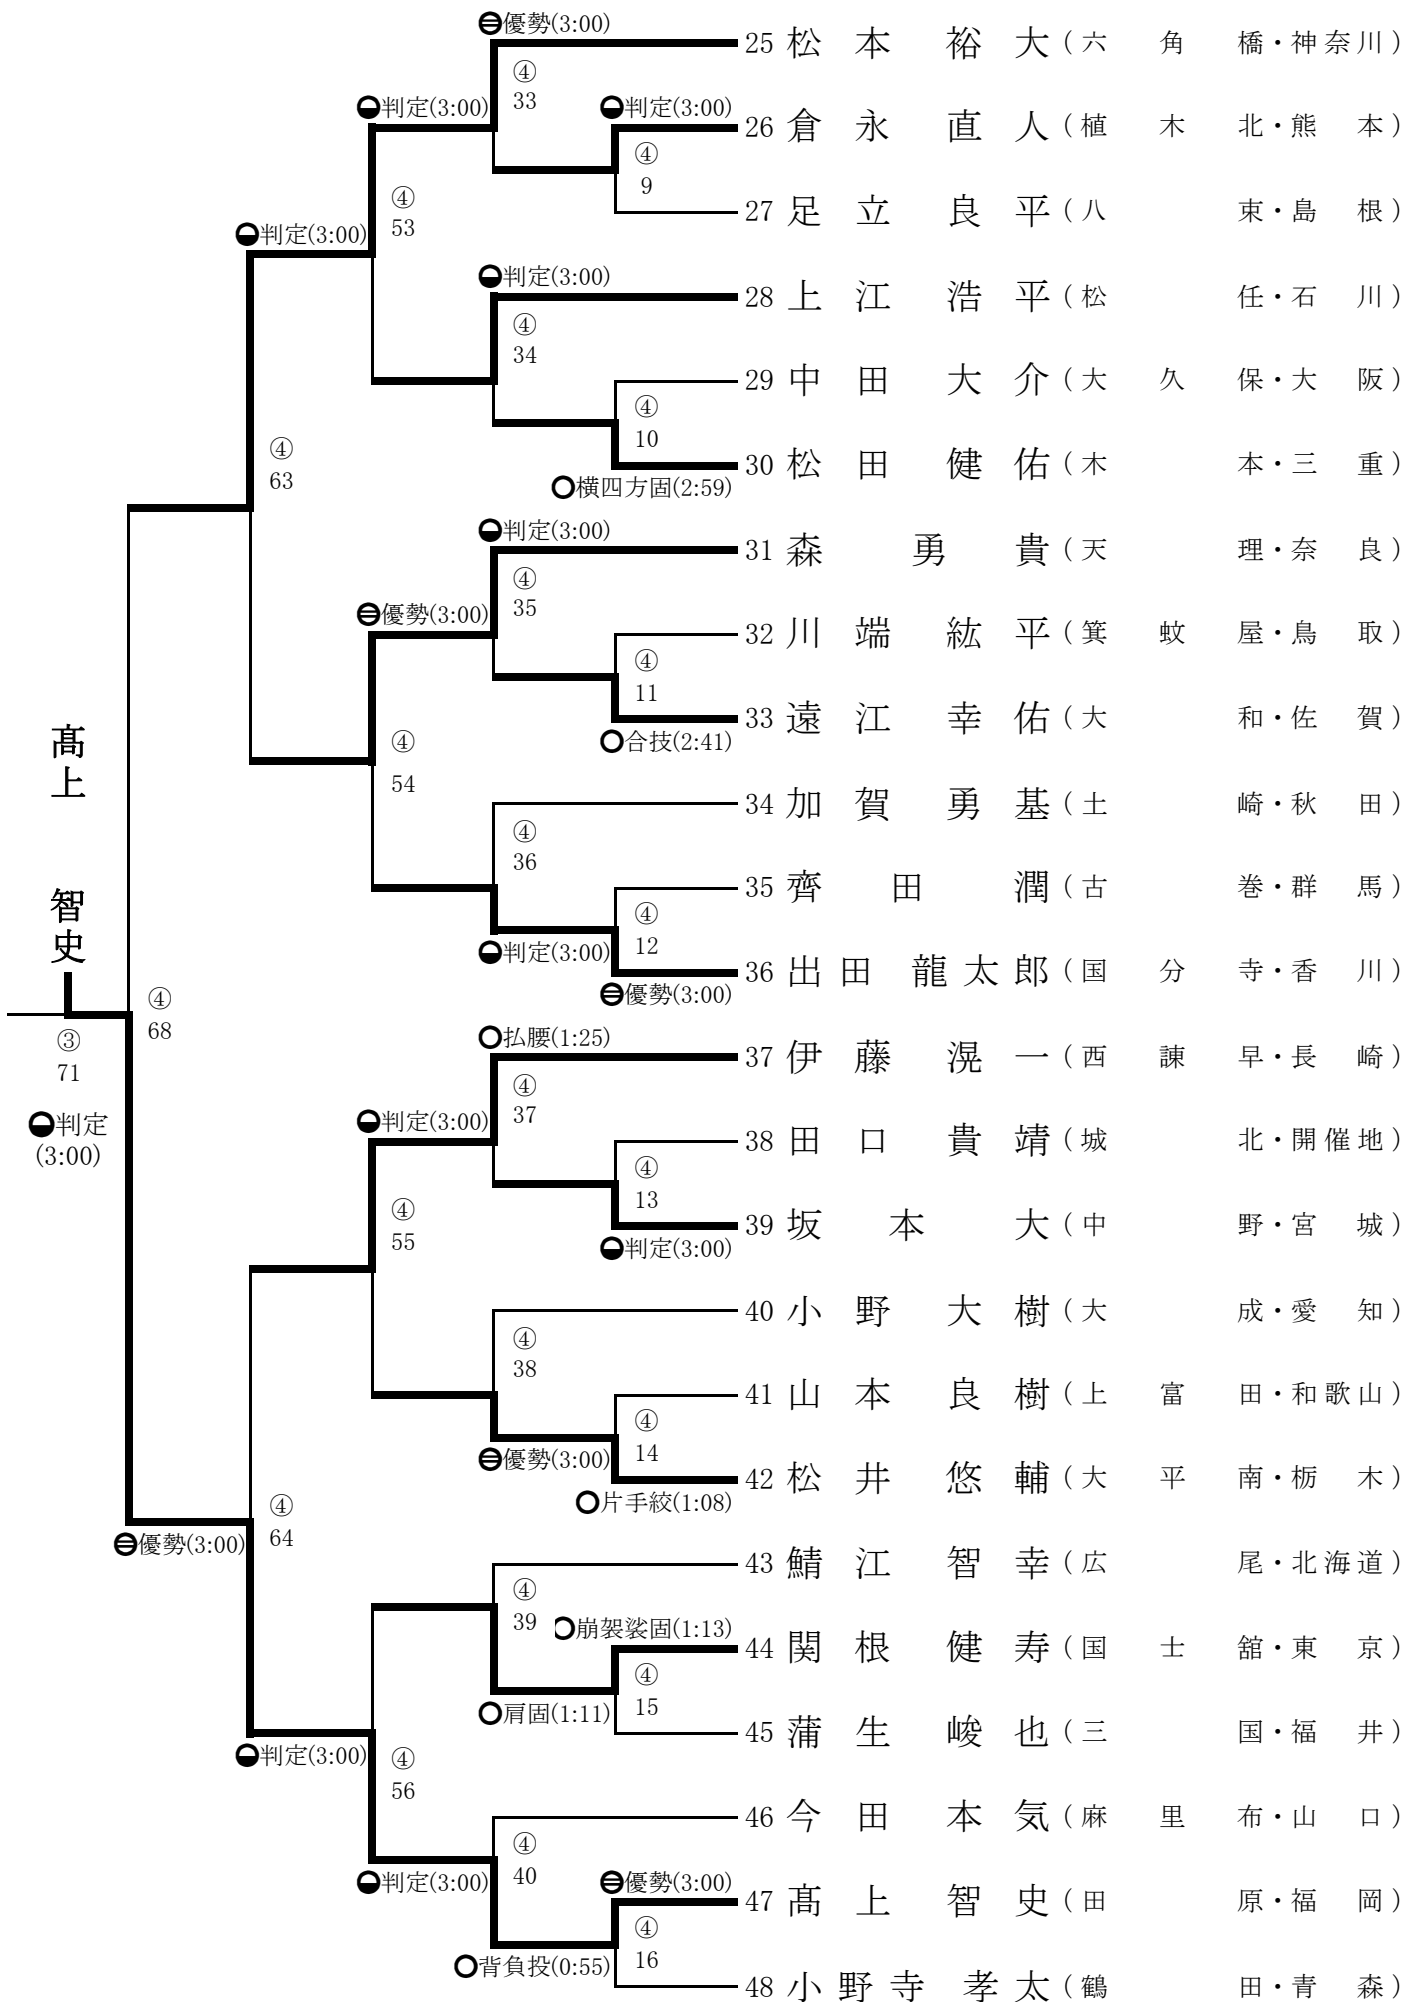 優勢(3:00)
25 松本 裕大(六角橋・神奈川)
④
33
判定(3:00)
判定(3:00)
26 倉永 直人(植木北・熊本)
④
9
④
53
27 足立 良平(八束・島根)
判定(3:00)
判定(3:00)
28 上江 浩平(松任・石川)
④
34
29 中田 大介(大久保・大阪)
④
10
④
63
30 松田 健佑(木本・三重)
横四方固(2:59)
判定(3:00)
31 森 勇貴(天理・奈良)
④
35
優勢(3:00)
32 川端 紘平(箕蚊屋・鳥取)
④
11
33 遠江 幸佑(大和・佐賀)
合技(2:41)
④
54
髙上 智史
34 加賀 勇基(土崎・秋田)
④
36
35 齊田 潤(古巻・群馬)
④
12
判定(3:00)
36 出田 龍太郎(国分寺・香川)
優勢(3:00)
④
68
③
71
判定
(3:00)
払腰(1:25)
37 伊藤 滉一(西諫早・長崎)
④
37
判定(3:00)
38 田口 貴靖(城北・開催地)
④
13
④
55
39 坂本 大(中野・宮城)
判定(3:00)
40 小野 大樹(大成・愛知)
④
38
41 山本 良樹(上富田・和歌山)
④
14
優勢(3:00)
42 松井 悠輔(大平南・栃木)
片手絞(1:08)
④
64
優勢(3:00)
43 鯖江 智幸(広尾・北海道)
④
39
崩袈裟固(1:13)
44 関根 健寿(国士舘・東京)
④
15
肩固(1:11)
45 蒲生 峻也(三国・福井)
判定(3:00)
④
56
46 今田 本気(麻里布・山口)
④
40
判定(3:00)
優勢(3:00)
47 髙上 智史(田原・福岡)
④
16
背負投(0:55)
48 小野寺 孝太(鶴田・青森)